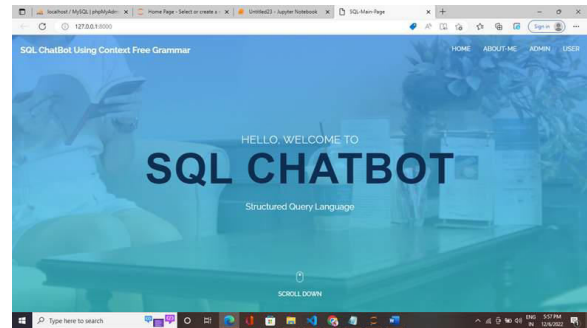 localhost / MySQL | phpMyAdm
Home Page - Select or create a
Untitled23 - Jupyter Notebook
SQL-Main-Page
127.0.0.1:8000
Sign in
SQL ChatBot Using Context Free Grammar
HOME ABOUT-ME ADMIN USER
HELLO, WELCOME TO
SQL CHATBOT
Structured Query Language
SCROLL DOWN
Type here to search
ENG 5:57 PM
IN 12/6/2022